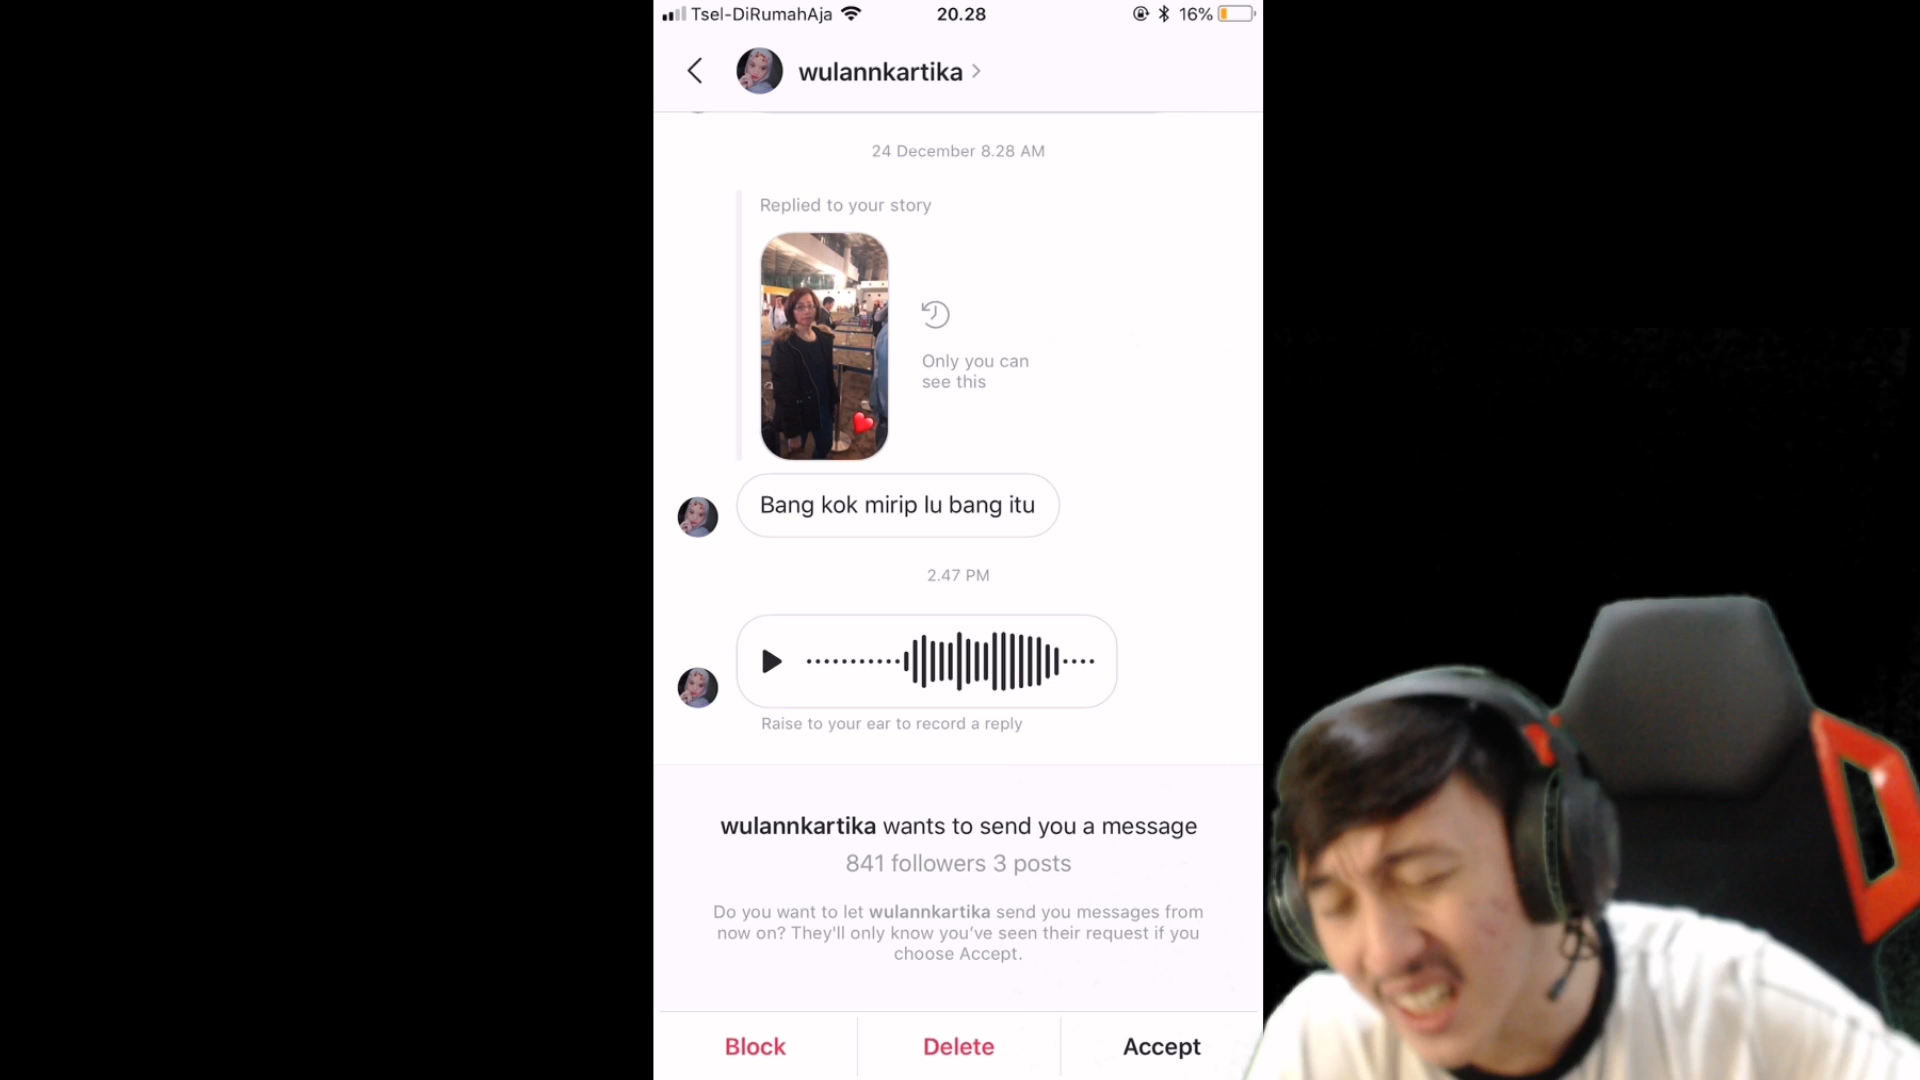 Tsel-DiRumahAja 20.28 16%
wulannkartika
24 December 8.28 AM
Replied to your story
Only you can
see this
Bang kok mirip lu bang itu
2.47 PM
Raise to your ear to record a reply
wulannkartika wants to send you a message
841 followers 3 posts
Do you want to let wulannkartika send you messages from
now on? They'll only know you've seen their request if you
choose Accept.
Block Delete Accept